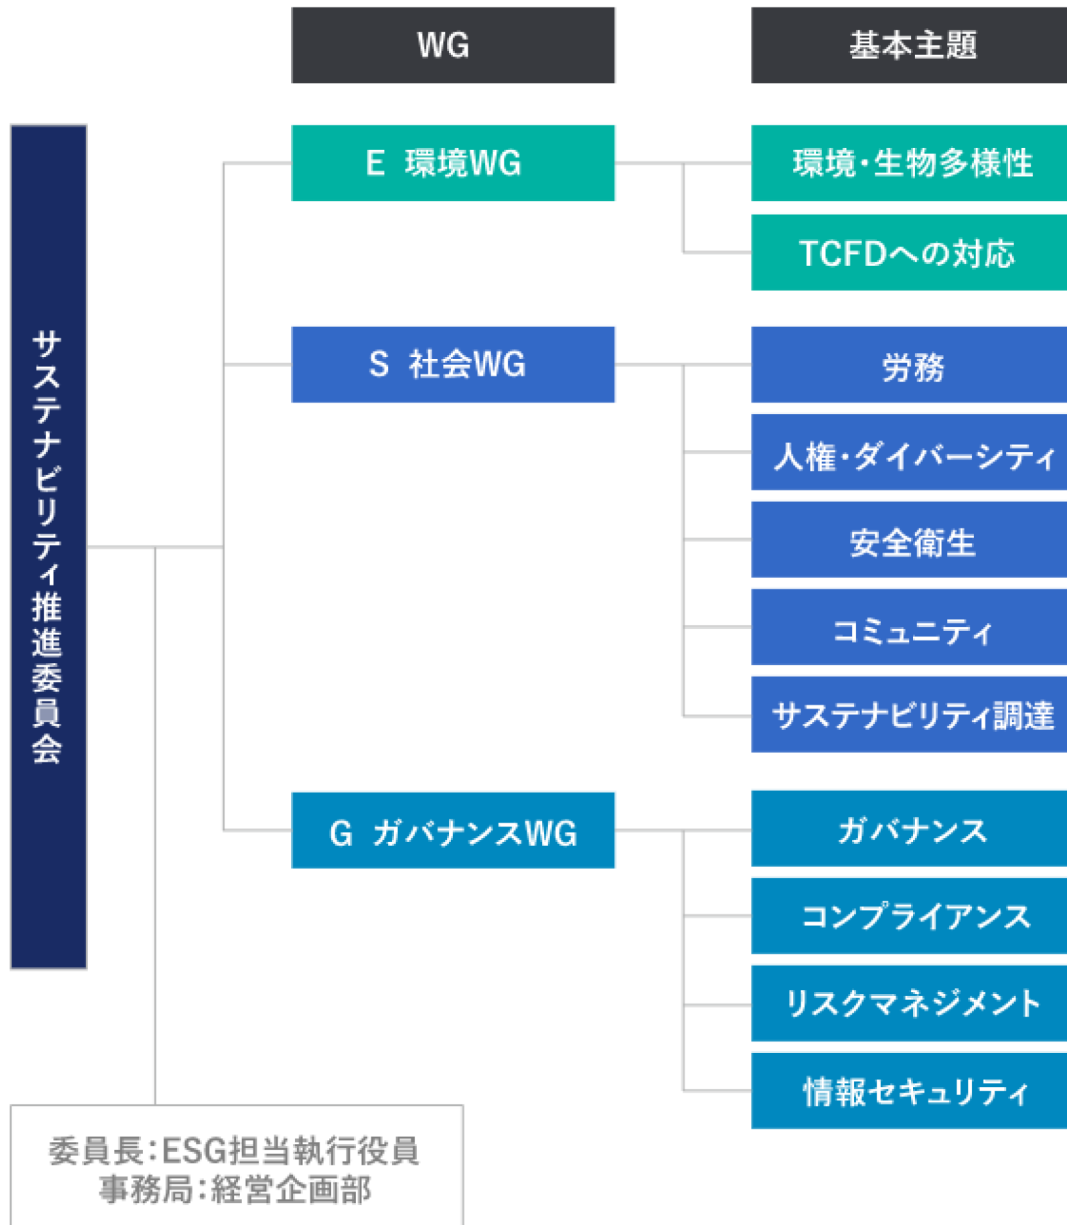 WG
基本主題
サステナビリティ推進委員会
E 環境WG
環境・生物多様性
TCFDへの対応
S 社会WG
労務
人権・ダイバーシティ
安全衛生
コミュニティ
サステナビリティ調達
G ガバナンスWG
ガバナンス
コンプライアンス
リスクマネジメント
情報セキュリティ
委員長：ESG担当執行役員
事務局：経営企画部